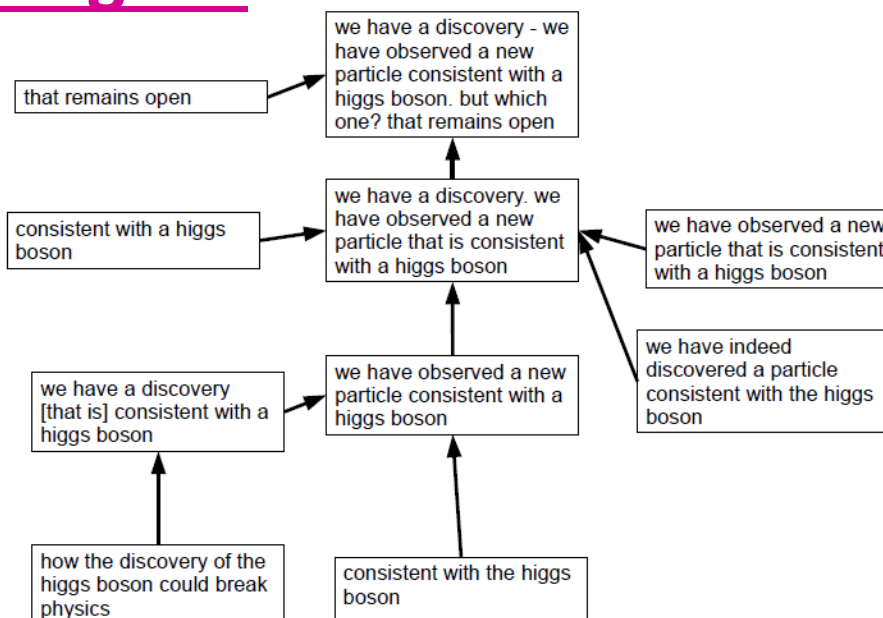 we have a discovery - we
have observed a new
particle consistent with a
higgs boson. but which
one? that remains open
that remains open
we have a discovery. we
have observed a new
particle that is consistent
with a higgs boson
consistent with a higgs
boson
we have observed a new
particle that is consistent
with a higgs boson
we have indeed
discovered a particle
consistent with the higgs
boson
we have observed a new
particle consistent with a
higgs boson
we have a discovery
[that is] consistent with a
higgs boson
how the discovery of the
higgs boson could break
physics
consistent with the higgs
boson